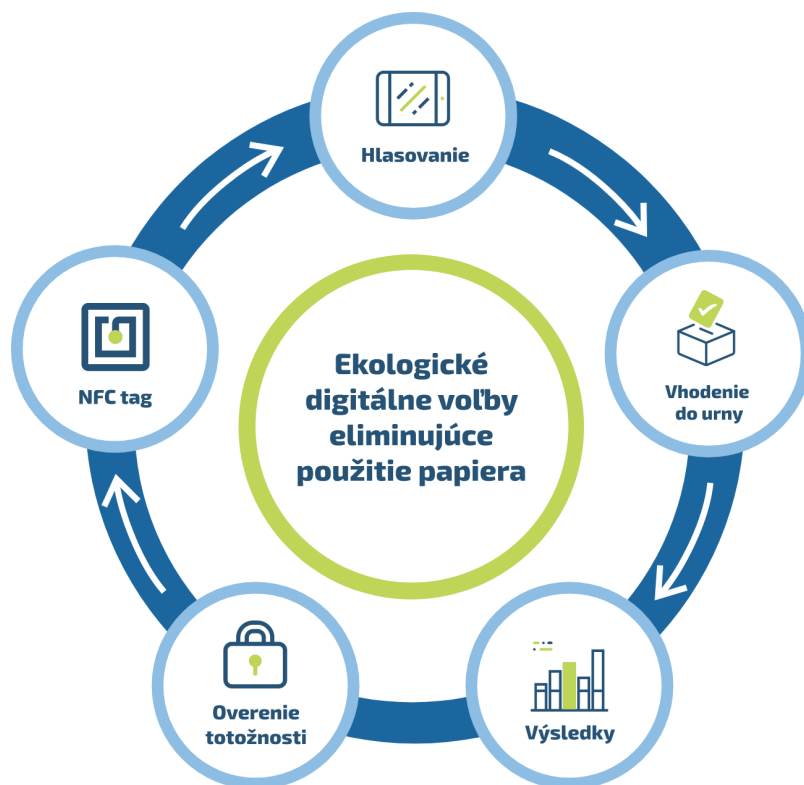 Hlasovanie
NFC tag
Vhodenie
do urny
Ekologické
digitálne voľby
eliminujúce
použitie papiera
Overenie
totožnosti
Výsledky